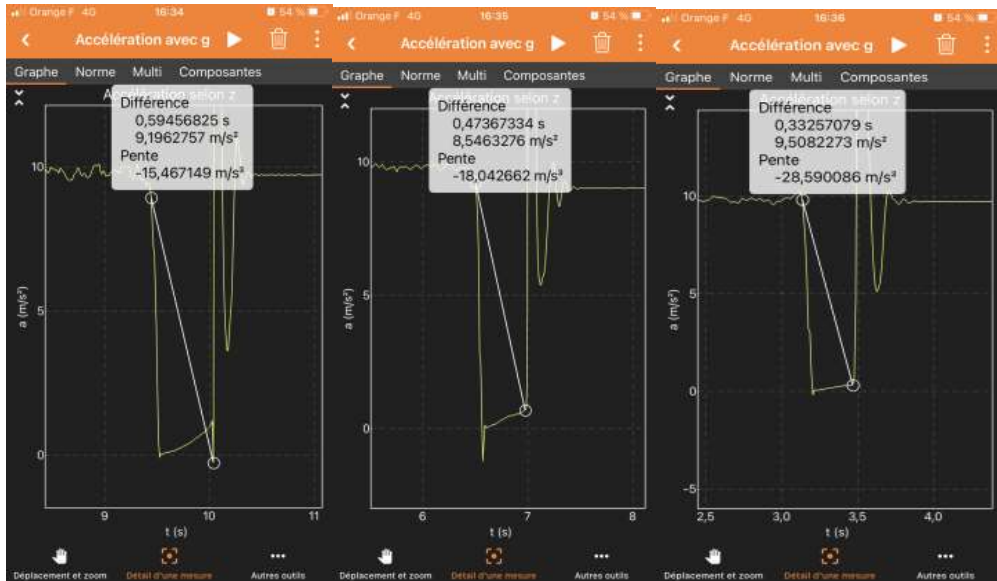 Orange F 4G 16:34 54 %
Accélération avec g
Graphe Norme Multi Composantes
Accélération selon z
Différence
0,59456825 s
9,1962757 m/s²
Pente
-15,467149 m/s³
10
5
0
a (m/s²)
9 10 11
t (s)
Déplacement et zoom Détail d'une mesure Autres outils
Orange F 4G 16:35 54 %
Accélération avec g
Graphe Norme Multi Composantes
Accélération selon z
Différence
0,47367334 s
8,5463276 m/s²
Pente
-18,042662 m/s³
10
5
0
a (m/s²)
6 7 8
t (s)
Déplacement et zoom Détail d'une mesure Autres outils
Orange F 4G 16:36 54 %
Accélération avec g
Graphe Norme Multi Composantes
Accélération selon z
Différence
0,33257079 s
9,5082273 m/s²
Pente
-28,590086 m/s³
10
5
0
-5
a (m/s²)
2,5 3,0 3,5 4,0
t (s)
Déplacement et zoom Détail d'une mesure Autres outils